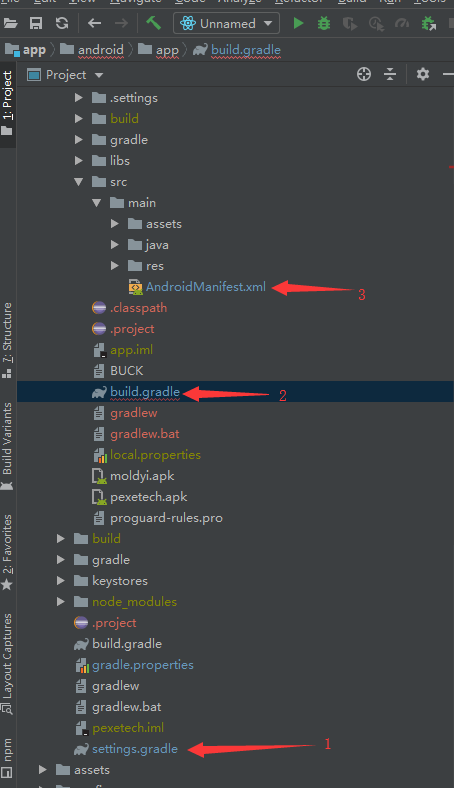 Unnamed
app
android
app
build.gradle
Project
.settings
build
gradle
libs
src
main
assets
java
res
AndroidManifest.xml
3
.classpath
.project
app.iml
BUCK
build.gradle
2
gradlew
gradlew.bat
local.properties
moldyi.apk
pexetech.apk
proguard-rules.pro
build
gradle
keystores
node_modules
.project
build.gradle
gradle.properties
gradlew
gradlew.bat
pexetech.iml
settings.gradle
1
assets
1: Project
7: Structure
Build Variants
2: Favorites
Layout Captures
npm